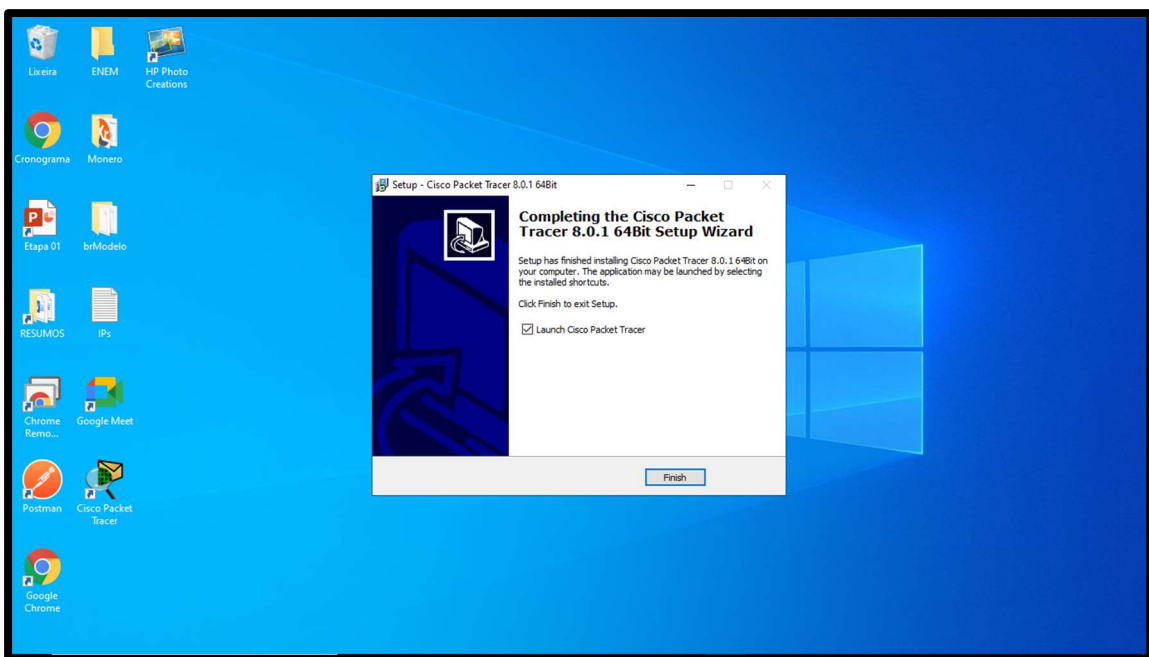 Lixeira
ENEM
HP Photo
Creations
Cronograma
Monero
Etapa 01
brModelo
RESUMOS
IPs
Chrome
Remo...
Google Meet
Postman
Cisco Packet
Tracer
Google
Chrome
Setup - Cisco Packet Tracer 8.0.1 64Bit
Completing the Cisco Packet
Tracer 8.0.1 64Bit Setup Wizard
Setup has finished installing Cisco Packet Tracer 8.0.1 64Bit on
your computer. The application may be launched by selecting
the installed shortcuts.
Click Finish to exit Setup.
Launch Cisco Packet Tracer
Finish